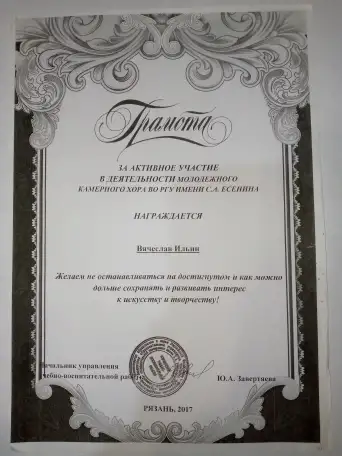 Грамота
ЗА АКТИВНОЕ УЧАСТИЕ
В ДЕЯТЕЛЬНОСТИ МОЛОДЕЖНОГО
КАМЕРНОГО ХОРА ВО РГУ ИМЕНИ С.А. ЕСЕНИНА
НАГРАЖДАЕТСЯ
Вячеслав Ильин
Желаем не останавливаться на достигнутом и как можно
дольше сохранять и развивать интерес
к искусству и творчеству!
Начальник управления
учебно-воспитательной работы
Ю.А. Завертяева
РЯЗАНЬ, 2017